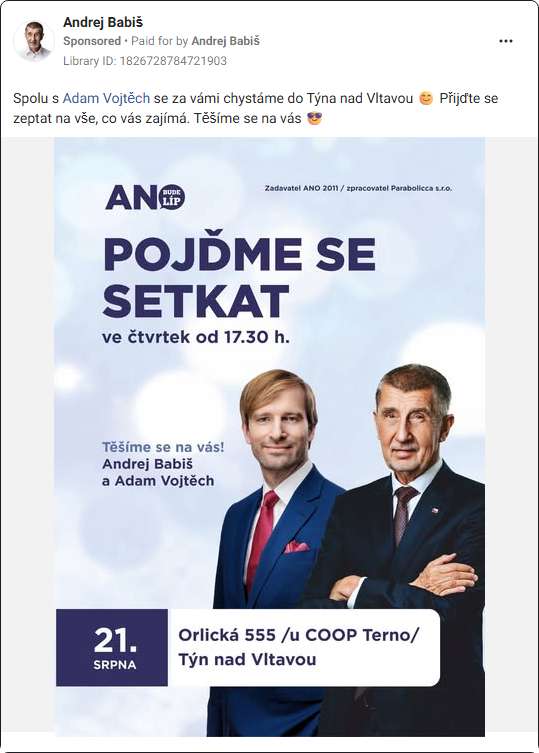 Andrej Babiš
Sponsored • Paid for by Andrej Babiš
Library ID: 1826728784721903
Spolu s Adam Vojtěch se za vámi chystáme do Týna nad Vltavou 😊 Přijďte se
zeptat na vše, co vás zajímá. Těšíme se na vás 😎
ANO
BUDE
LÍP
Zadavatel ANO 2011 / zpracovatel Parabolicca s.r.o.
POJĎME SE
SETKAT
ve čtvrtek od 17.30 h.
Těšíme se na vás!
Andrej Babiš
a Adam Vojtěch
21.
SRPNA
Orlická 555 /u COOP Terno/
Týn nad Vltavou